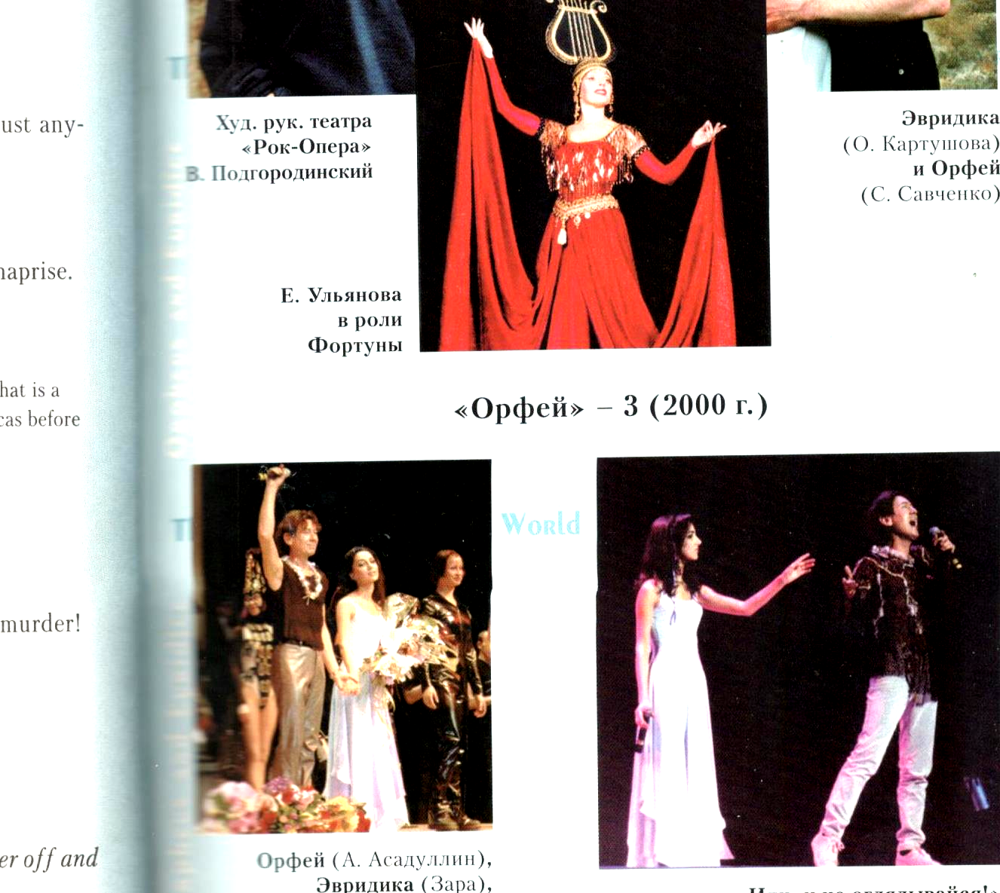 ust any-
naprise.
hat is a
cas before
murder!
er off and
Худ. рук. театра
«Рок-Опера»
В. Подгородинский
Эвридика
(О. Картушова)
и Орфей
(С. Савченко)
Е. Ульянова
в роли
Фортуны
«Орфей» – 3 (2000 г.)
World
Орфей (А. Асадуллин),
Эвридика (Зара),